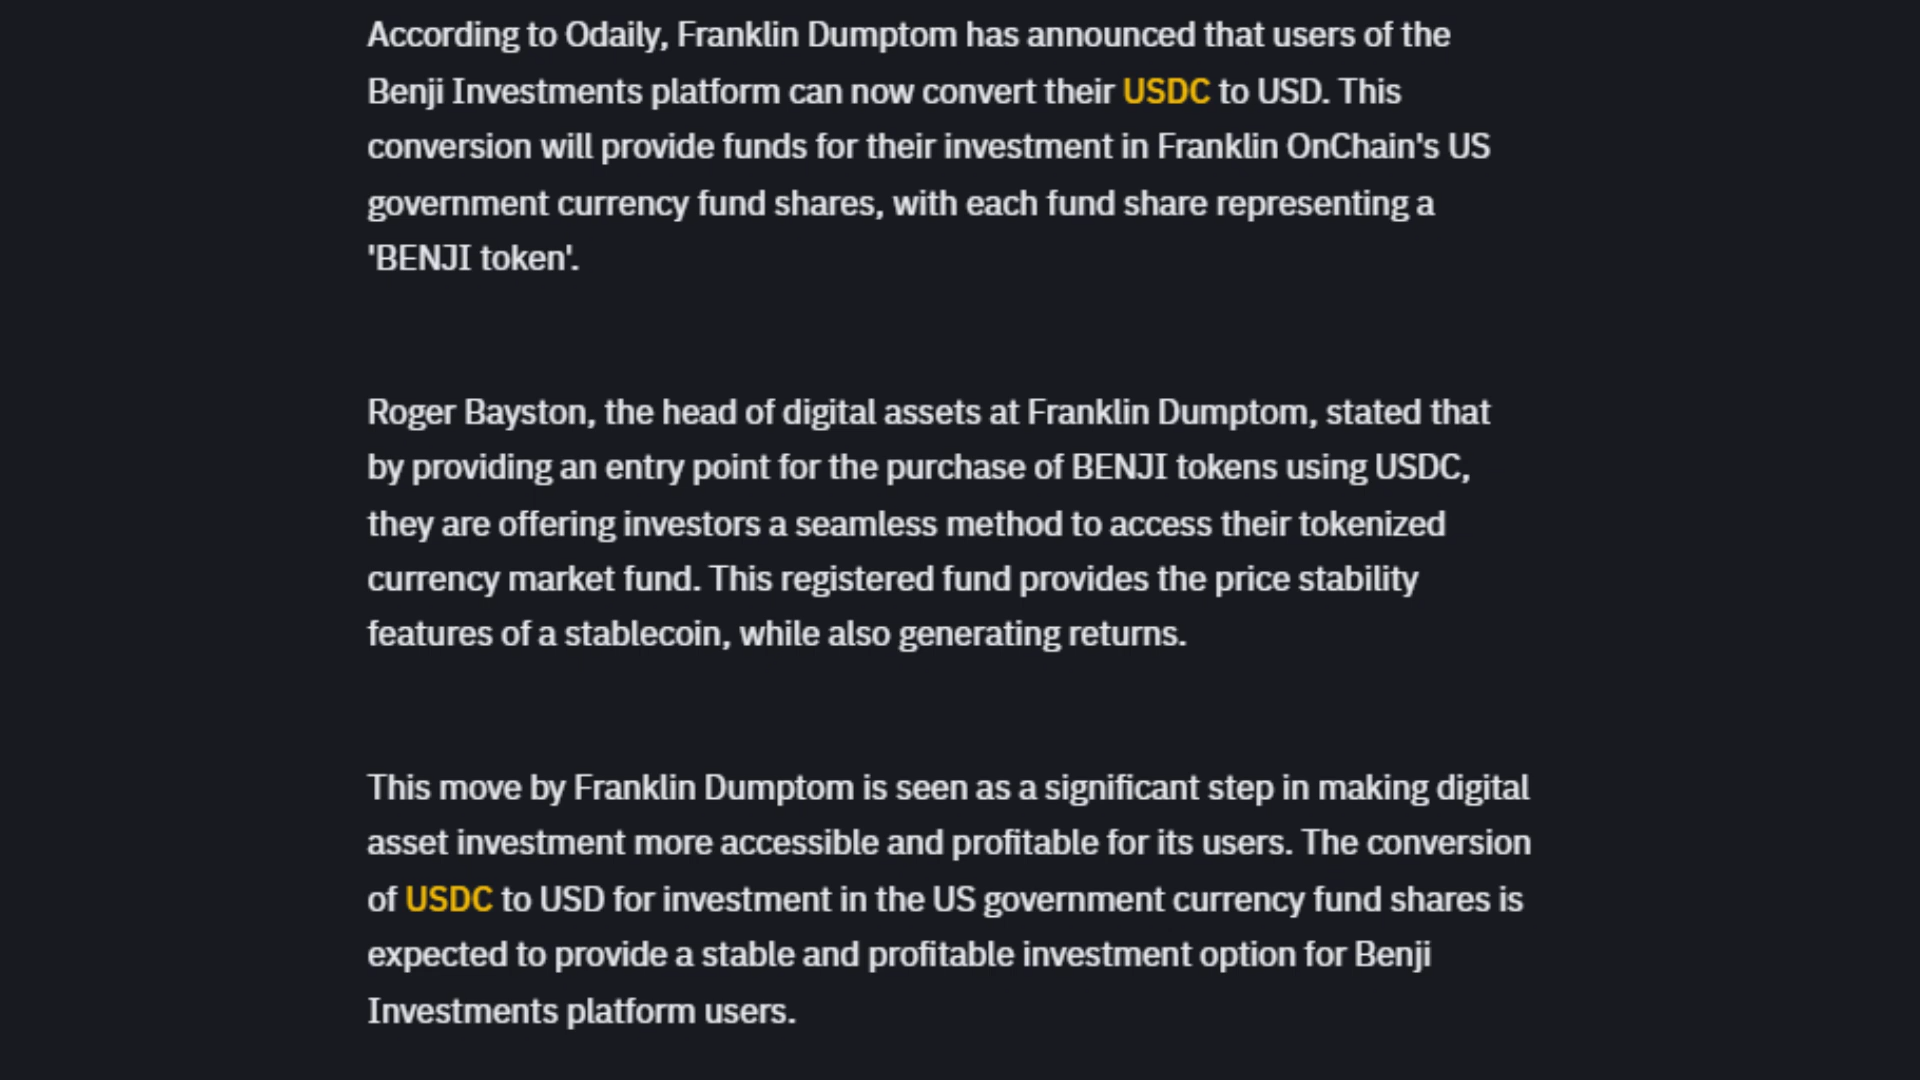 According to Odaily, Franklin Dumptom has announced that users of the
Benji Investments platform can now convert their USDC to USD. This
conversion will provide funds for their investment in Franklin OnChain's US
government currency fund shares, with each fund share representing a
'BENJI token'.
Roger Bayston, the head of digital assets at Franklin Dumptom, stated that
by providing an entry point for the purchase of BENJI tokens using USDC,
they are offering investors a seamless method to access their tokenized
currency market fund. This registered fund provides the price stability
features of a stablecoin, while also generating returns.
This move by Franklin Dumptom is seen as a significant step in making digital
asset investment more accessible and profitable for its users. The conversion
of USDC to USD for investment in the US government currency fund shares is
expected to provide a stable and profitable investment option for Benji
Investments platform users.